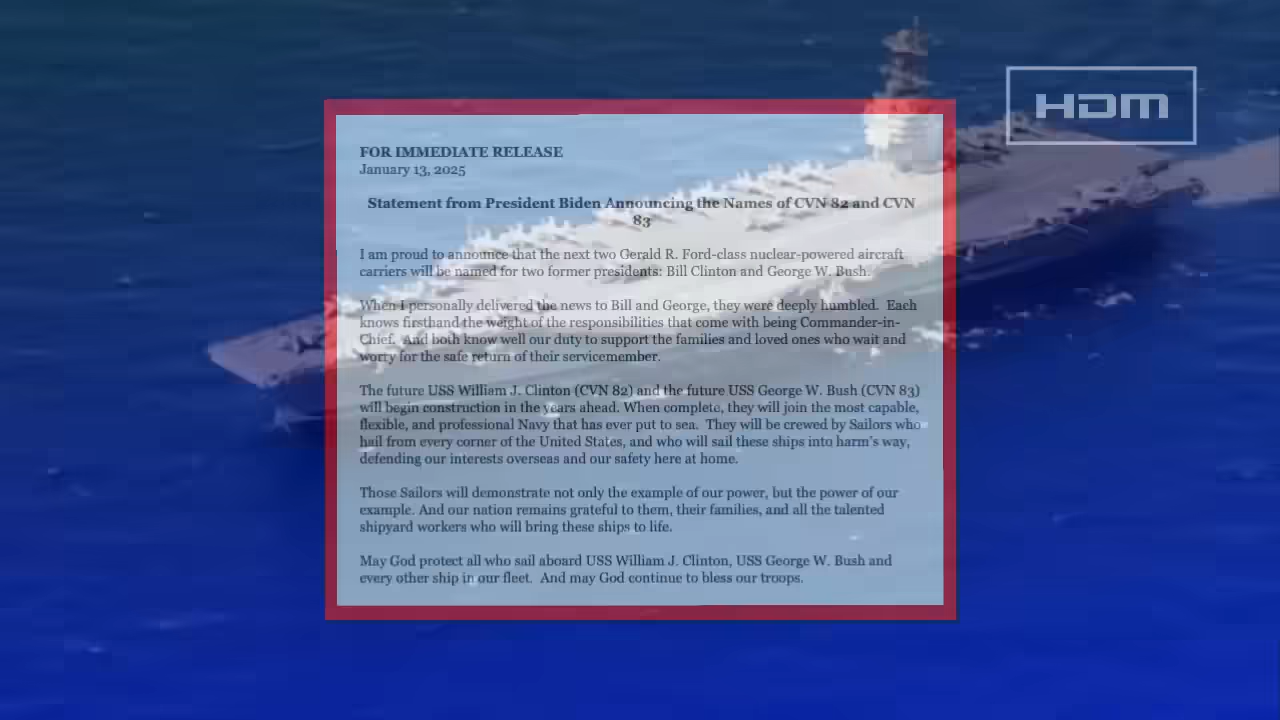 HDM
FOR IMMEDIATE RELEASE
January 13, 2025
Statement from President Biden Announcing the Names of CVN 82 and CVN
83
I am proud to announce that the next two Gerald R. Ford-class nuclear-powered aircraft
carriers will be named for two former presidents: Bill Clinton and George W. Bush.
When I personally delivered the news to Bill and George, they were deeply humbled.  Each
knows firsthand the weight of the responsibilities that come with being Commander-in-
Chief.  And both know well our duty to support the families and loved ones who wait and
worry for the safe return of their servicemember.
The future USS William J. Clinton (CVN 82) and the future USS George W. Bush (CVN 83)
will begin construction in the years ahead. When complete, they will join the most capable,
flexible, and professional Navy that has ever put to sea.  They will be crewed by Sailors who
hail from every corner of the United States, and who will sail these ships into harm's way,
defending our interests overseas and our safety here at home.
Those Sailors will demonstrate not only the example of our power, but the power of our
example. And our nation remains grateful to them, their families, and all the talented
shipyard workers who will bring these ships to life.
May God protect all who sail aboard USS William J. Clinton, USS George W. Bush and
every other ship in our fleet.  And may God continue to bless our troops.